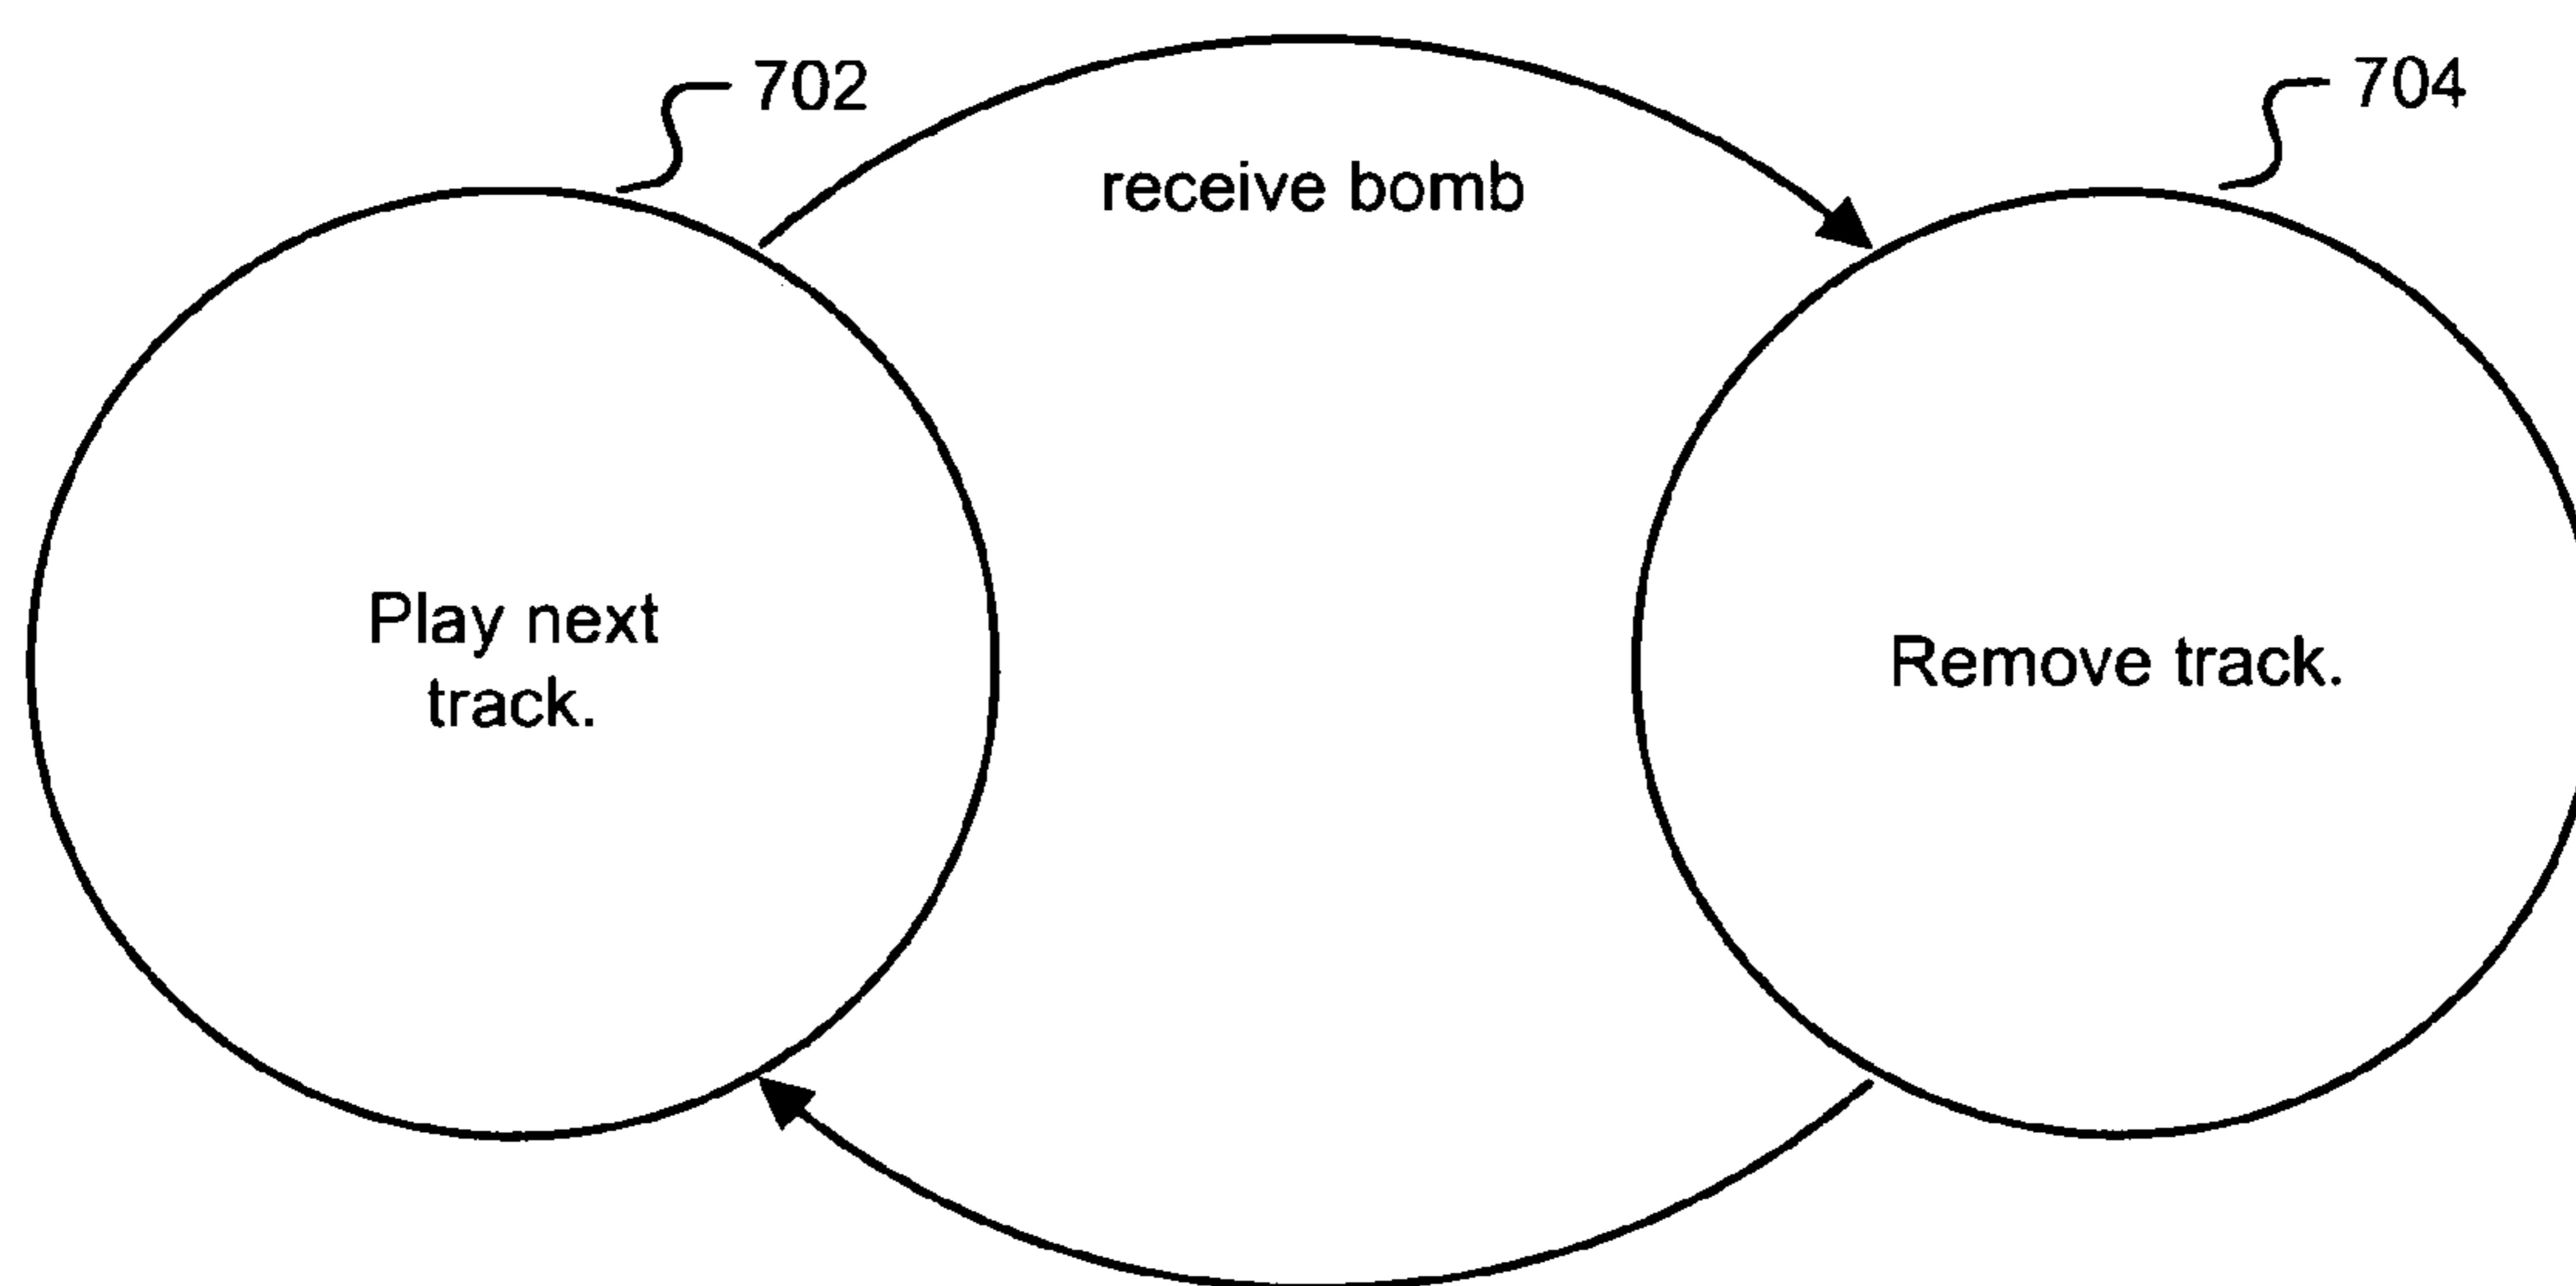 702
704
receive bomb
Play next
track.
Remove track.